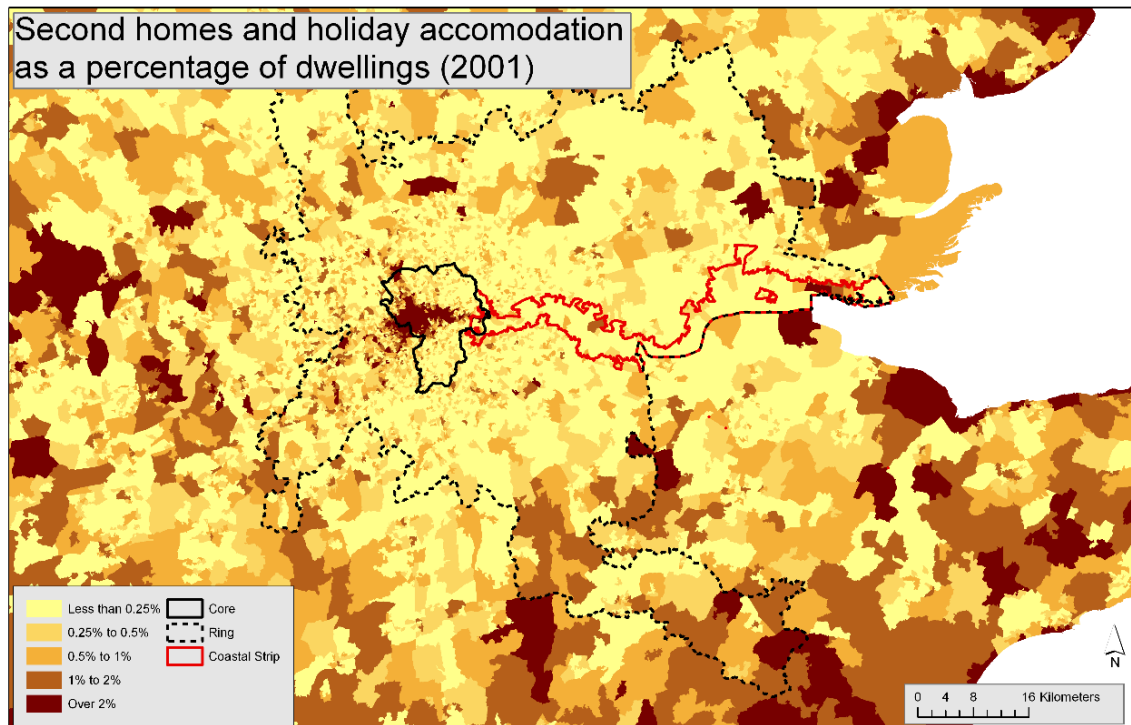 Second homes and holiday accomodation
as a percentage of dwellings (2001)
Less than 0.25%
0.25% to 0.5%
0.5% to 1%
1% to 2%
Over 2%
Core
Ring
Coastal Strip
N
0 4 8 16 Kilometers